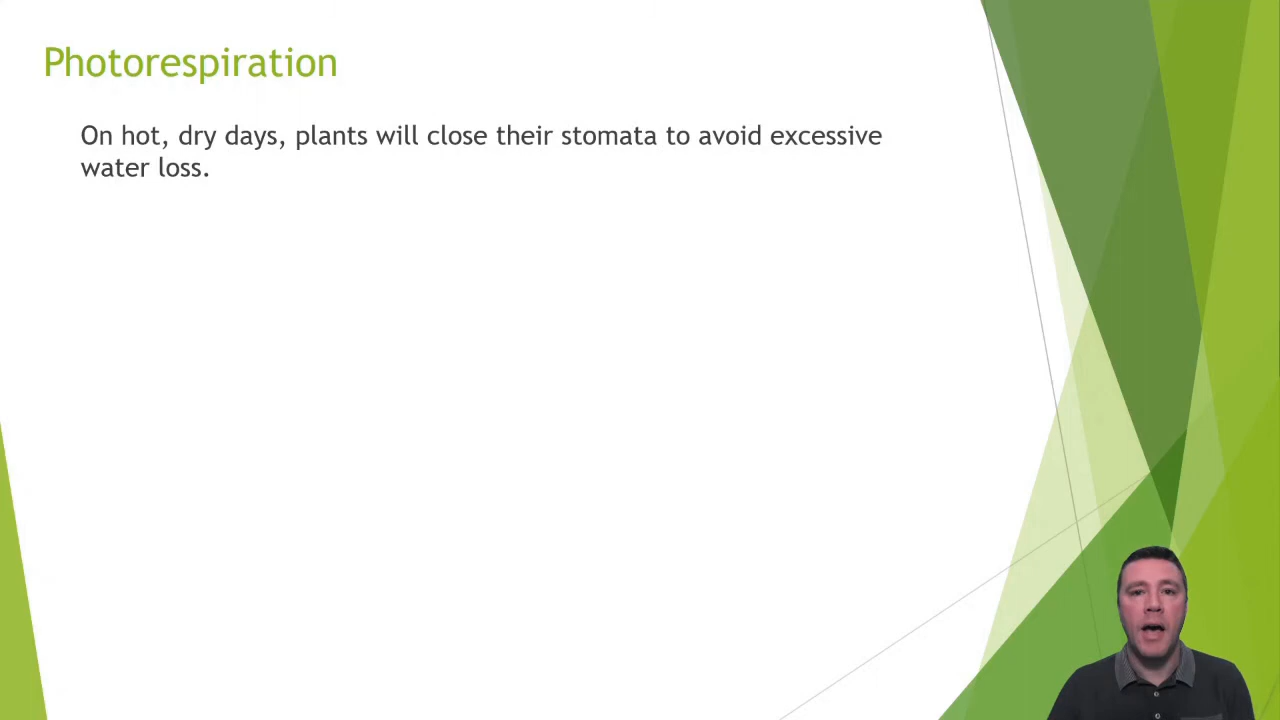 Photorespiration
On hot, dry days, plants will close their stomata to avoid excessive
water loss.